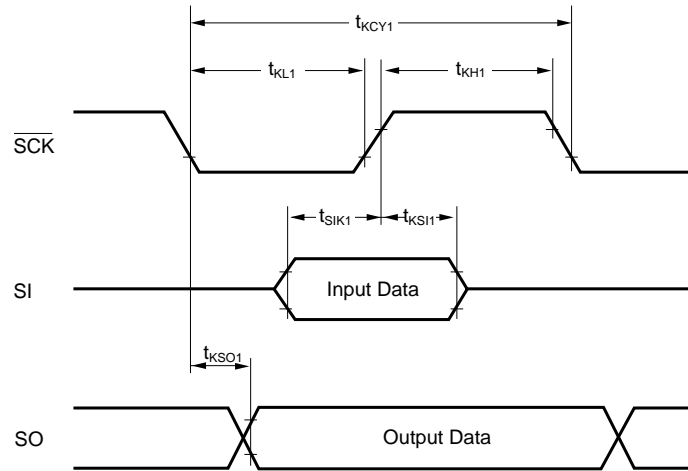 tKCY1
tKL1 tKH1
SCK
tSIK1 tKSI1
SI Input Data
tKSO1
SO Output Data